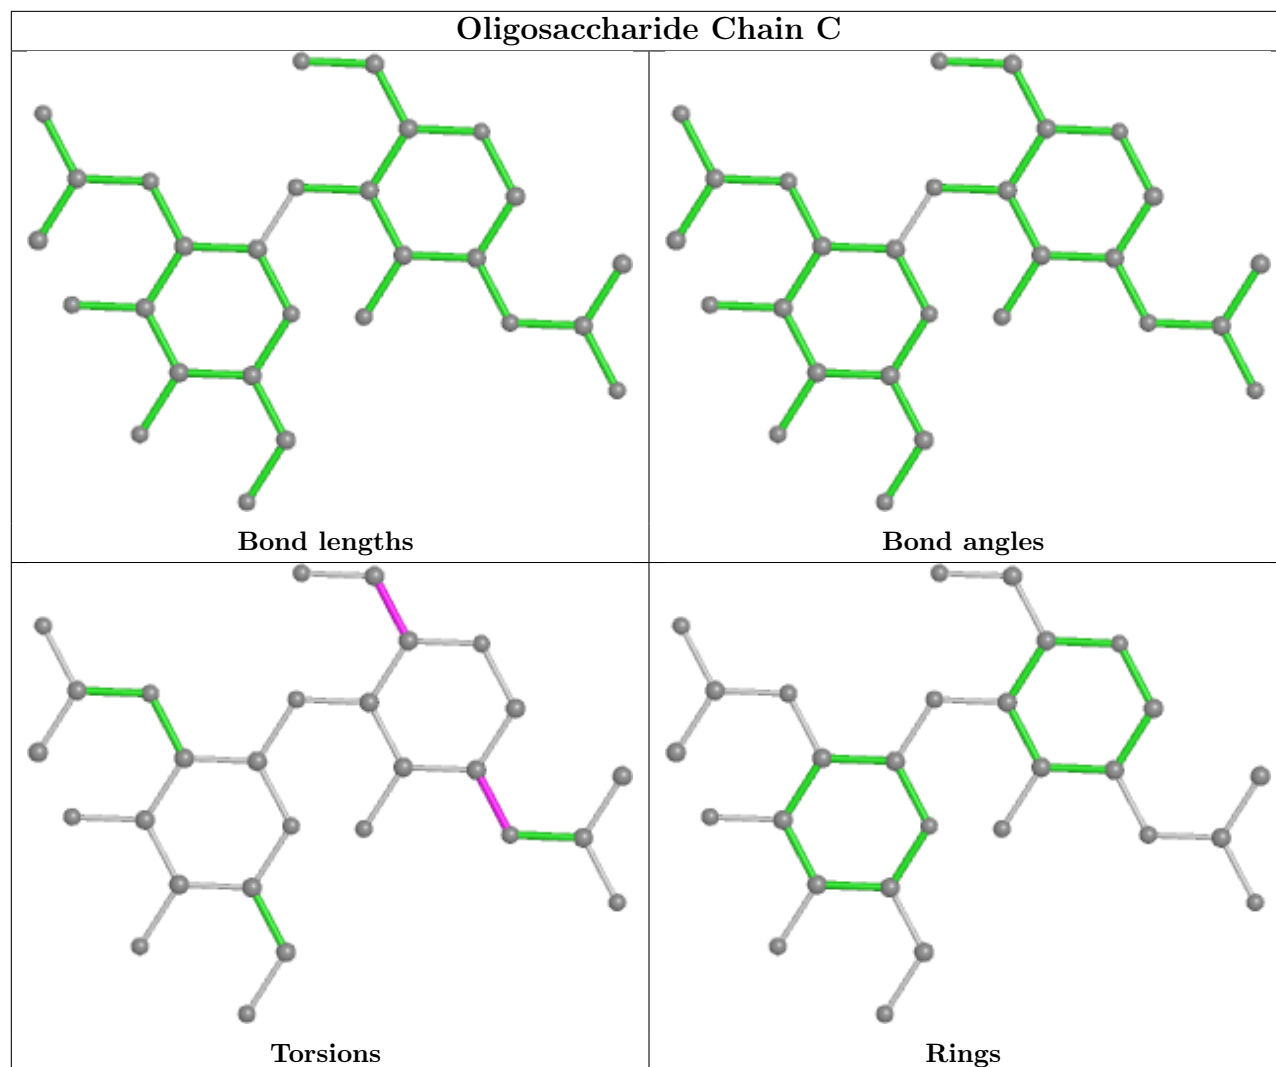 Oligosaccharide Chain C
Bond lengths
Bond angles
Torsions
Rings